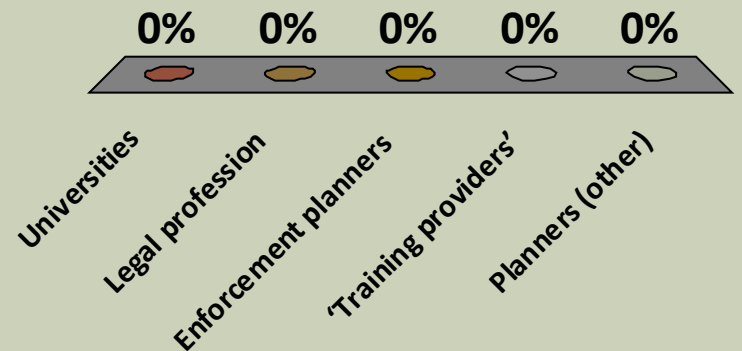 0% 0% 0% 0% 0%
Universities
Legal profession
Enforcement planners
‘Training providers’
Planners (other)